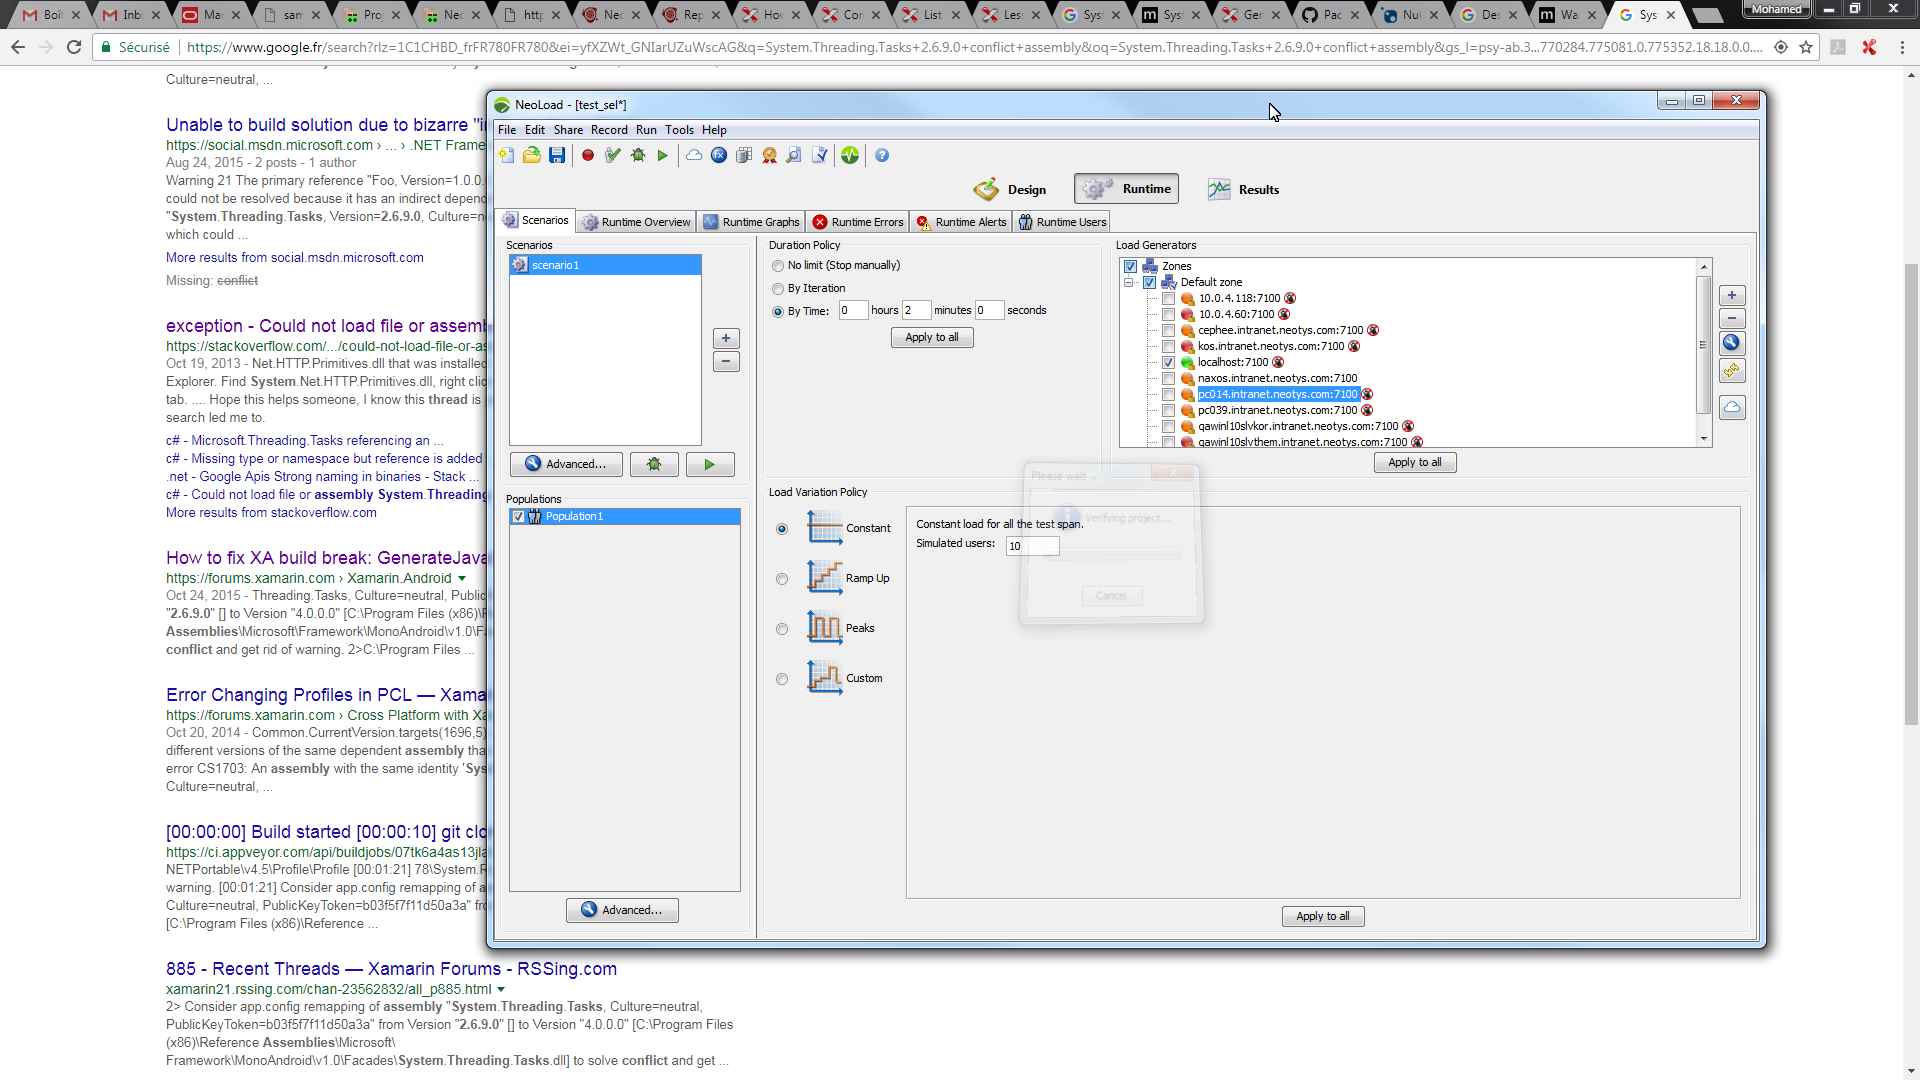 Boî
Inb
Ma
san
Pro
Neo
http
Neo
Rep
Hov
Con
List
Les
Sys
Sys
Ger
Pac
Nu
De
Wa
Sys
Mohamed
Sécurisé
https://www.google.fr/search?rlz=1C1CHBD_frFR780FR780&ei=yfXZWt_GNIarUZuWscAG&q=System.Threading.Tasks+2.6.9.0+conflict+assembly&oq=System.Threading.Tasks+2.6.9.0+conflict+assembly&gs_l=psy-ab.3...770284.775081.0.775352.18.18.0.0....
Culture=neutral, ...
Unable to build solution due to bizarre "i
https://social.msdn.microsoft.com › ... › .NET Frame
Aug 24, 2015 - 2 posts - 1 author
Warning 21 The primary reference "Foo, Version=1.0.0
could not be resolved because it has an indirect depen
"System.Threading.Tasks, Version=2.6.9.0, Culture=n
which could ...
More results from social.msdn.microsoft.com
Missing: conflict
exception - Could not load file or assemb
https://stackoverflow.com/.../could-not-load-file-or-as
Oct 19, 2013 - Net.HTTP.Primitives.dll that was installe
Explorer. Find System.Net.HTTP.Primitives.dll, right clic
tab. .... Hope this helps someone, I know this thread is
search led me to.
c# - Microsoft.Threading.Tasks referencing an ...
c# - Missing type or namespace but reference is added
.net - Google Apis Strong naming in binaries - Stack ...
c# - Could not load file or assembly System.Threading
More results from stackoverflow.com
How to fix XA build break: GenerateJava
https://forums.xamarin.com › Xamarin.Android
Oct 24, 2015 - Threading.Tasks, Culture=neutral, Public
"2.6.9.0" [] to Version "4.0.0.0" [C:\Program Files (x86)\R
Assemblies\Microsoft\Framework\MonoAndroid\v1.0\Fa
conflict and get rid of warning. 2>C:\Program Files ...
Error Changing Profiles in PCL — Xama
https://forums.xamarin.com › Cross Platform with Xa
Oct 20, 2014 - Common.CurrentVersion.targets(1696,5)
different versions of the same dependent assembly tha
error CS1703: An assembly with the same identity 'Sys
Culture=neutral, ...
[00:00:00] Build started [00:00:10] git clo
https://ci.appveyor.com/api/buildjobs/07tk6a4as13jla
NETPortable\v4.5\Profile\Profile [00:01:21] 78\System.R
warning. [00:01:21] Consider app.config remapping of a
Culture=neutral, PublicKeyToken=b03f5f7f11d50a3a" fro
[C:\Program Files (x86)\Reference ...
885 - Recent Threads — Xamarin Forums - RSSing.com
xamarin21.rssing.com/chan-23562832/all_p885.html
2> Consider app.config remapping of assembly "System.Threading.Tasks, Culture=neutral,
PublicKeyToken=b03f5f7f11d50a3a" from Version "2.6.9.0" [] to Version "4.0.0.0" [C:\Program Files
(x86)\Reference Assemblies\Microsoft\
Framework\MonoAndroid\v1.0\Facades\System.Threading.Tasks.dll] to solve conflict and get ...
NeoLoad - [test_sel*]
File Edit Share Record Run Tools Help
Design
Runtime
Results
Scenarios
Runtime Overview
Runtime Graphs
Runtime Errors
Runtime Alerts
Runtime Users
Scenarios
scenario1
Advanced...
Populations
Population1
Advanced...
Duration Policy
No limit (Stop manually)
By Iteration
By Time: 0 hours 2 minutes 0 seconds
Apply to all
Load Generators
Zones
Default zone
10.0.4.118:7100
10.0.4.60:7100
cephee.intranet.neotys.com:7100
kos.intranet.neotys.com:7100
localhost:7100
naxos.intranet.neotys.com:7100
pc014.intranet.neotys.com:7100
pc039.intranet.neotys.com:7100
qawinl10slvkor.intranet.neotys.com:7100
qawinl10slvthem.intranet.neotys.com:7100
Apply to all
Load Variation Policy
Constant
Ramp Up
Peaks
Custom
Please wait ...
Verifying project...
Cancel
Constant load for all the test span.
Simulated users: 10
Apply to all